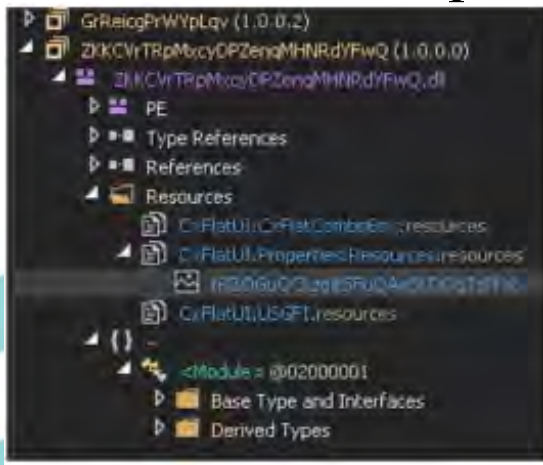 GrReicgPrWYpLqv (1.0.0.2)
ZKKCVrTRpMxcyDPZenqMHNRdYFwQ (1.0.0.0)
ZKKCVrTRpMxcyDPZenqMHNRdYFwQ.dll
PE
Type References
References
Resources
CxFlatUI.CxFlatComboBox.resources
CxFlatUI.Properties.Resources.resources
CxFlatUI.USGFI.resources
{ } -
<Module> @02000001
Base Type and Interfaces
Derived Types